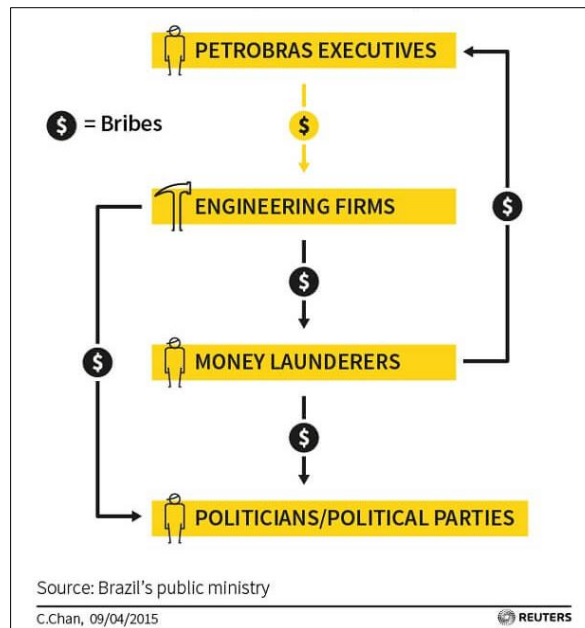 PETROBRAS EXECUTIVES
$ = Bribes
$
ENGINEERING FIRMS
$
$
$
MONEY LAUNDERERS
$
POLITICIANS/POLITICAL PARTIES
Source: Brazil's public ministry
C.Chan, 09/04/2015
REUTERS